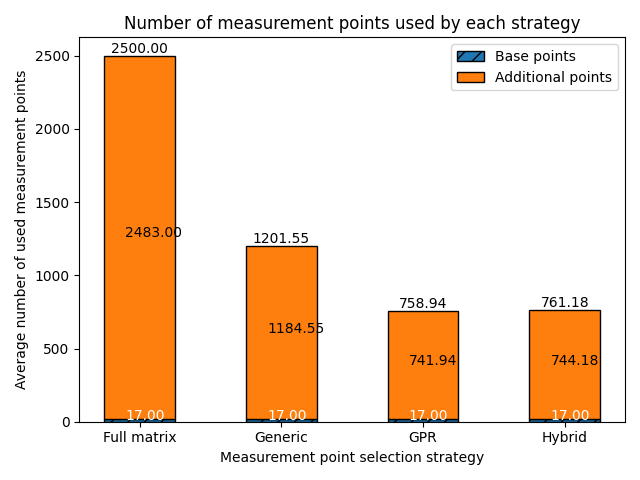 Number of measurement points used by each strategy
Average number of used measurement points
2500
2000
1500
1000
500
0
Base points
Additional points
2500.00
2483.00
17.00
1201.55
1184.55
17.00
758.94
741.94
17.00
761.18
744.18
17.00
Full matrix
Generic
GPR
Hybrid
Measurement point selection strategy